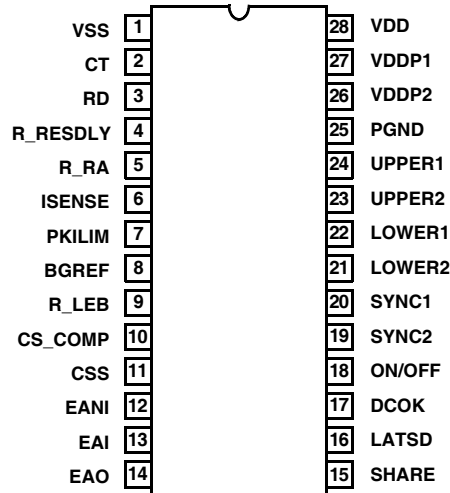 VSS 1 28 VDD
CT 2 27 VDDP1
RD 3 26 VDDP2
R_RESDLY 4 25 PGND
R_RA 5 24 UPPER1
ISENSE 6 23 UPPER2
PKILIM 7 22 LOWER1
BGREF 8 21 LOWER2
R_LEB 9 20 SYNC1
CS_COMP 10 19 SYNC2
CSS 11 18 ON/OFF
EANI 12 17 DCOK
EAI 13 16 LATSD
EAO 14 15 SHARE